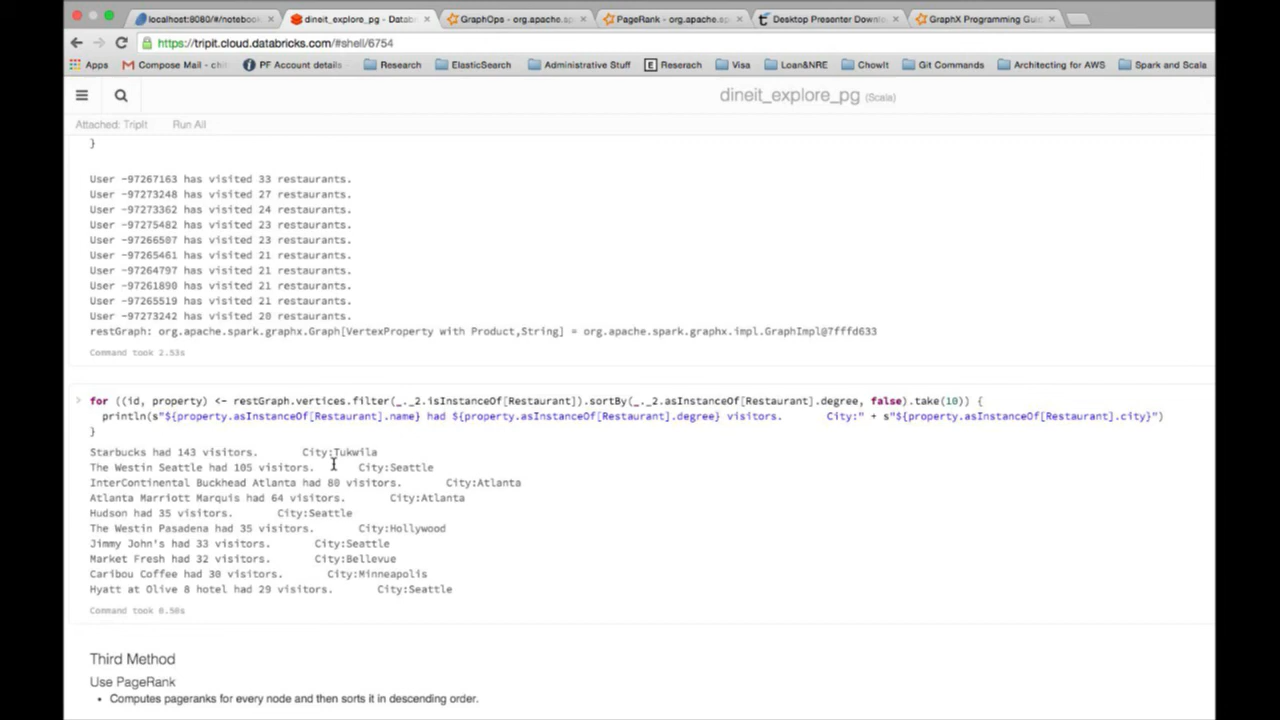 localhost:8080/#/notebook
dineit_explore_pg - Datab
GraphOps - org.apache.sp
PageRank - org.apache.s
Desktop Presenter Downl
GraphX Programming Gui
https://tripit.cloud.databricks.com/#shell/6754
Apps
Compose Mail - ch
PF Account details
Research
ElasticSearch
Administrative Stuff
Reserach
Visa
Loan&NRE
ChowIt
Git Commands
Architecting for AWS
Spark and Scala
dineit_explore_pg (Scala)
Attached: TripIt Run All
}
User -97267163 has visited 33 restaurants.
User -97273248 has visited 27 restaurants.
User -97273362 has visited 24 restaurants.
User -97275482 has visited 23 restaurants.
User -97266507 has visited 23 restaurants.
User -97265461 has visited 21 restaurants.
User -97264797 has visited 21 restaurants.
User -97261890 has visited 21 restaurants.
User -97265519 has visited 21 restaurants.
User -97273242 has visited 20 restaurants.
restGraph: org.apache.spark.graphx.Graph[VertexProperty with Product,String] = org.apache.spark.graphx.impl.GraphImpl@7fffd633
Command took 2.53s
for ((id, property) <- restGraph.vertices.filter(_._2.isInstanceOf[Restaurant]).sortBy(_._2.asInstanceOf[Restaurant].degree, false).take(10)) {
println(s"${property.asInstanceOf[Restaurant].name} had ${property.asInstanceOf[Restaurant].degree} visitors. City:" + s"${property.asInstanceOf[Restaurant].city}")
}
Starbucks had 143 visitors. City:Tukwila
The Westin Seattle had 105 visitors. City:Seattle
InterContinental Buckhead Atlanta had 80 visitors. City:Atlanta
Atlanta Marriott Marquis had 64 visitors. City:Atlanta
Hudson had 35 visitors. City:Seattle
The Westin Pasadena had 35 visitors. City:Hollywood
Jimmy John's had 33 visitors. City:Seattle
Market Fresh had 32 visitors. City:Bellevue
Caribou Coffee had 30 visitors. City:Minneapolis
Hyatt at Olive 8 hotel had 29 visitors. City:Seattle
Command took 0.50s
Third Method
Use PageRank
• Computes pageranks for every node and then sorts it in descending order.